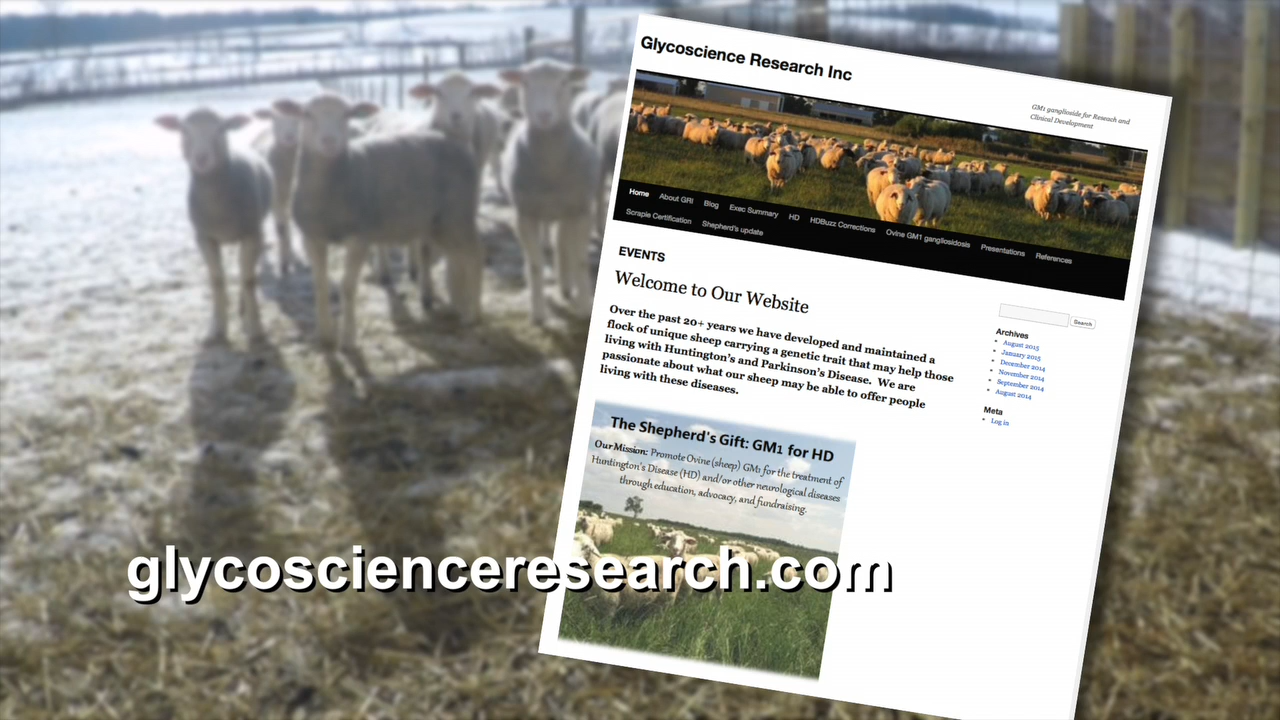 Glycoscience Research Inc
GM1 ganglioside for Reseach and
Clinical Development
Home About GRI Blog Exec Summary HD HDBuzz Corrections Ovine GM1 gangliosidosis Presentations References
Scrapie Certification Shepherd's update
EVENTS
Welcome to Our Website
Over the past 20+ years we have developed and maintained a
flock of unique sheep carrying a genetic trait that may help those
living with Huntington's and Parkinson's Disease. We are
passionate about what our sheep may be able to offer people
living with these diseases.
Search
Archives
August 2015
January 2015
December 2014
November 2014
September 2014
August 2014
Meta
Log in
The Shepherd's Gift: GM1 for HD
Our Mission: Promote Ovine (sheep) GM1 for the treatment of
Huntington's Disease (HD) and/or other neurological diseases
through education, advocacy, and fundraising.
glycoscienceresearch.com